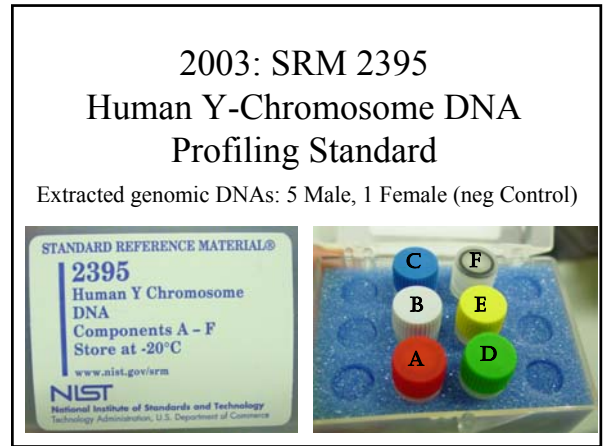 2003: SRM 2395
Human Y-Chromosome DNA
Profiling Standard
Extracted genomic DNAs: 5 Male, 1 Female (neg Control)
STANDARD REFERENCE MATERIAL®
2395
Human Y Chromosome
DNA
Components A – F
Store at -20°C
www.nist.gov/srm
NIST
National Institute of Standards and Technology
Technology Administration, U.S. Department of Commerce
C F
B E
A D